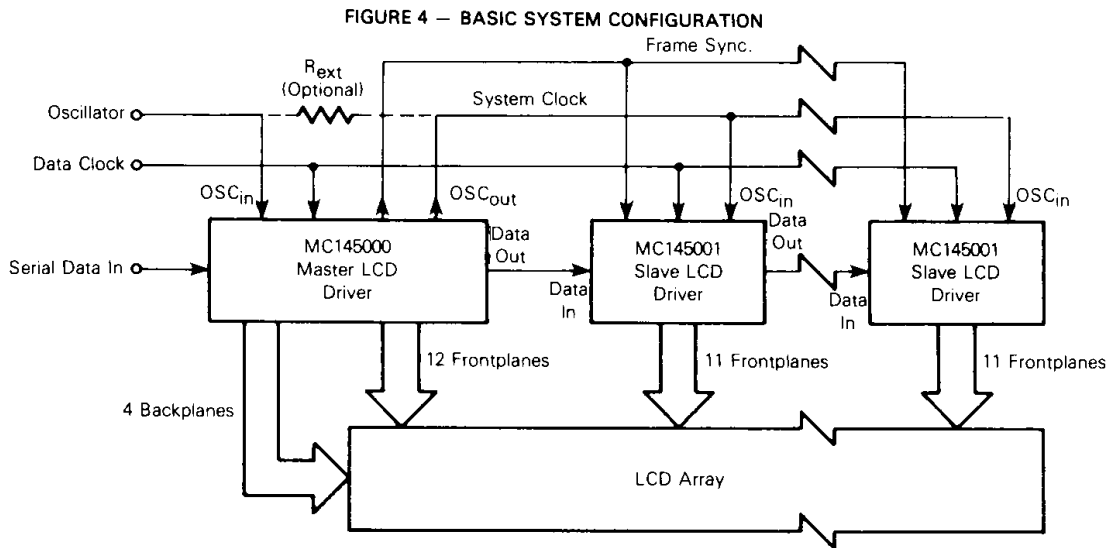 FIGURE 4 — BASIC SYSTEM CONFIGURATION
Frame Sync.
Rext
(Optional)
System Clock
Oscillator
Data Clock
OSCin
OSCout
OSCin
OSCin
MC145000
Master LCD
Driver
Data
Out
Data
In
MC145001
Slave LCD
Driver
Data
Out
Data
In
MC145001
Slave LCD
Driver
Serial Data In
12 Frontplanes
11 Frontplanes
11 Frontplanes
4 Backplanes
LCD Array